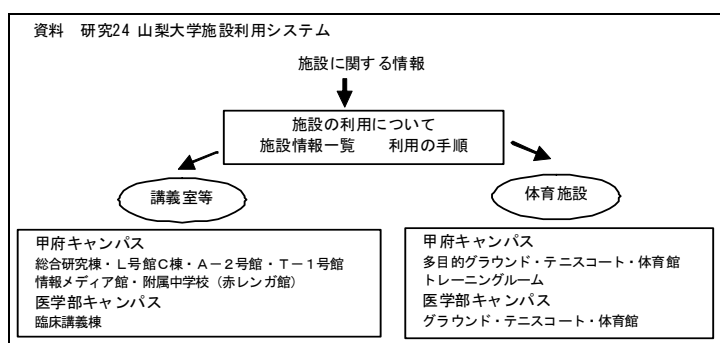 資料 研究24 山梨大学施設利用システム
施設に関する情報
施設の利用について
施設情報一覧 利用の手順
講義室等
体育施設
甲府キャンパス
総合研究棟・L号館C棟・A－2号館・T－1号館
情報メディア館・附属中学校（赤レンガ館）
医学部キャンパス
臨床講義棟
甲府キャンパス
多目的グラウンド・テニスコート・体育館
トレーニングルーム
医学部キャンパス
グラウンド・テニスコート・体育館